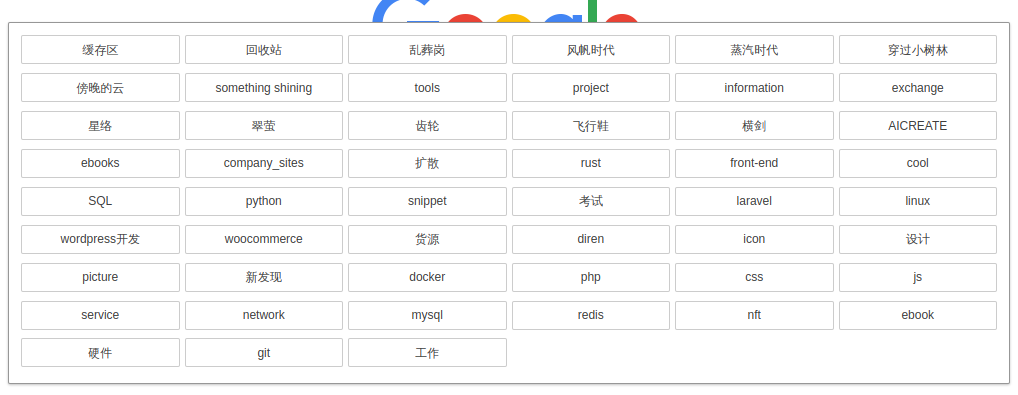 缓存区 回收站 乱葬岗 风帆时代 蒸汽时代 穿过小树林
傍晚的云 something shining tools project information exchange
星络 翠萤 齿轮 飞行鞋 横剑 AICREATE
ebooks company_sites 扩散 rust front-end cool
SQL python snippet 考试 laravel linux
wordpress开发 woocommerce 货源 diren icon 设计
picture 新发现 docker php css js
service network mysql redis nft ebook
硬件 git 工作